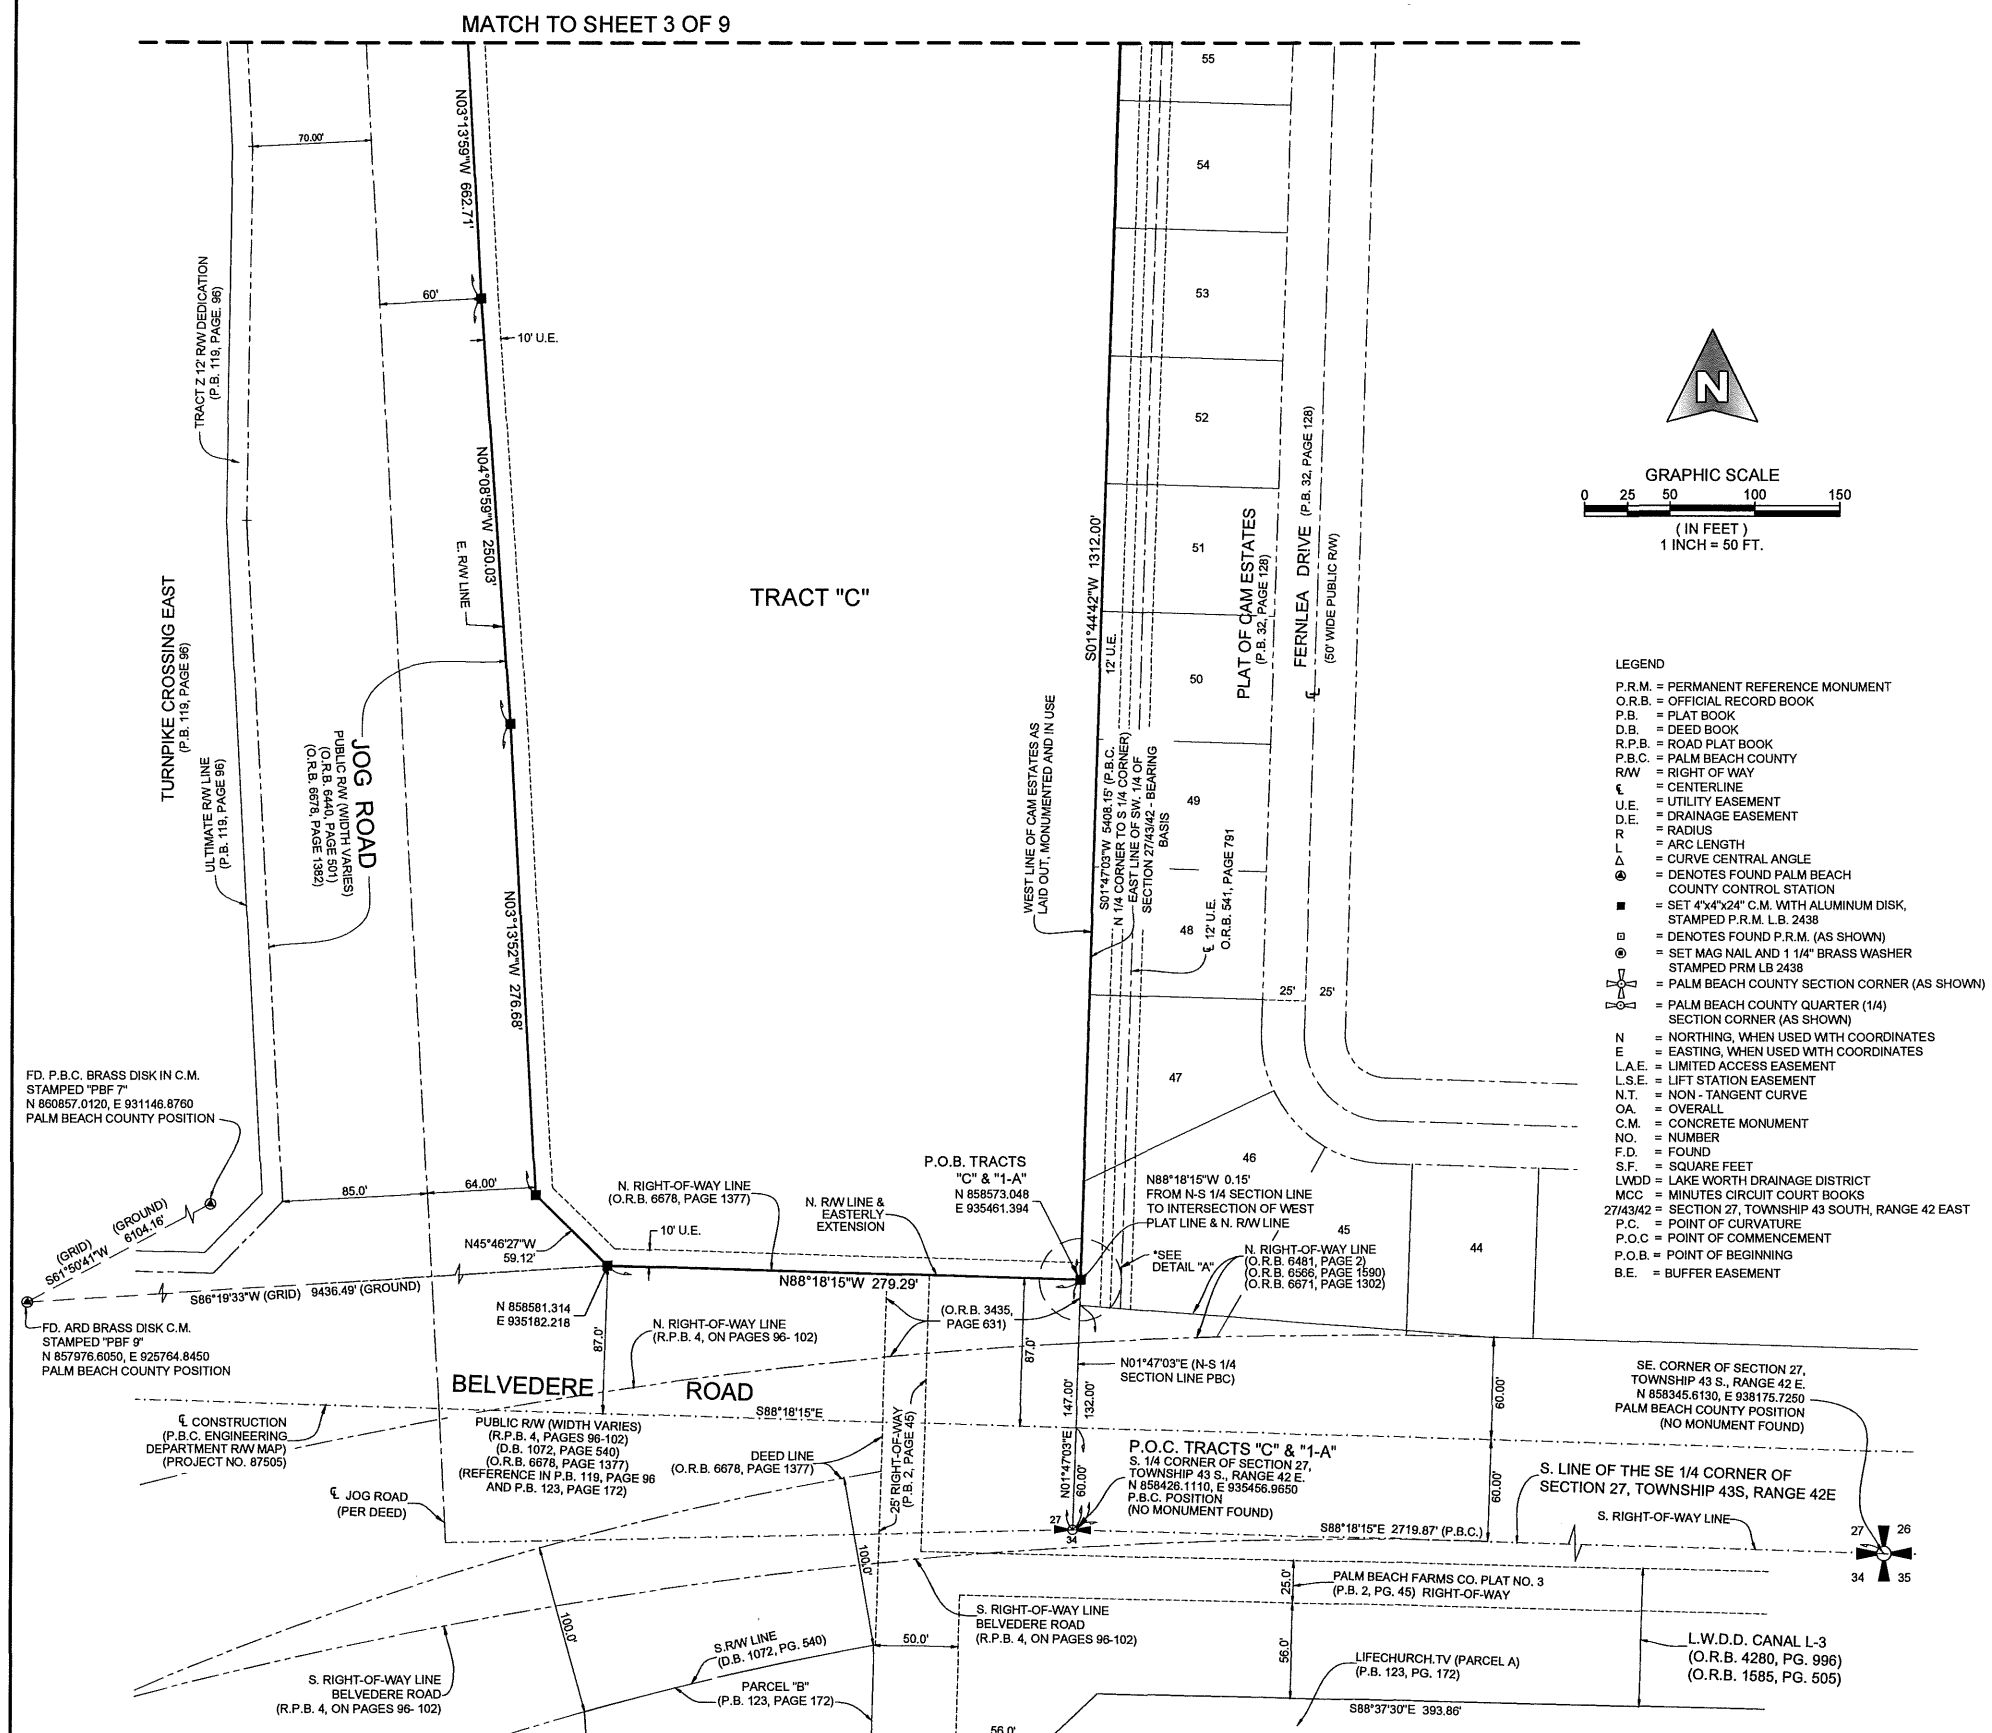 MATCH TO SHEET 3 OF 9
N03°13'59"W 662.71'
70.00'
60'
10' U.E.
TRACT Z 12' R/W DEDICATION
(P.B. 119, PAGE. 96)
N04°08'59"W 250.03'
E. R/W LINE
TRACT "C"
TURNPIKE CROSSING EAST
(P.B. 119, PAGE 96)
ULTIMATE R/W LINE
(P.B. 119, PAGE 96)
JOG ROAD
PUBLIC R/W (WIDTH VARIES)
(O.R.B. 6440, PAGE 501)
(O.R.B. 6678, PAGE 1382)
N03°13'52"W 276.68'
55
54
53
52
51
50
49
48
47
46
45
44
S01°44'42"W 1312.00'
12' U.E.
PLAT OF CAM ESTATES
(P.B. 32, PAGE 128)
FERNLEA DRIVE (P.B. 32, PAGE 128)
(50' WIDE PUBLIC R/W)
℄
WEST LINE OF CAM ESTATES AS
LAID OUT, MONUMENTED AND IN USE
S01°47'03"W 5408.15' (P.B.C.
N 1/4 CORNER TO S 1/4 CORNER)
EAST LINE OF SW. 1/4 OF
SECTION 27/43/42 - BEARING
BASIS
℄ 12' U.E.
O.R.B. 541, PAGE 791
25'
25'
N
GRAPHIC SCALE
0 25 50 100 150
( IN FEET )
1 INCH = 50 FT.
LEGEND
P.R.M. = PERMANENT REFERENCE MONUMENT
O.R.B. = OFFICIAL RECORD BOOK
P.B. = PLAT BOOK
D.B. = DEED BOOK
R.P.B. = ROAD PLAT BOOK
P.B.C. = PALM BEACH COUNTY
R/W = RIGHT OF WAY
℄ = CENTERLINE
U.E. = UTILITY EASEMENT
D.E. = DRAINAGE EASEMENT
R = RADIUS
L = ARC LENGTH
Δ = CURVE CENTRAL ANGLE
= DENOTES FOUND PALM BEACH
COUNTY CONTROL STATION
= SET 4"x4"x24" C.M. WITH ALUMINUM DISK,
STAMPED P.R.M. L.B. 2438
= DENOTES FOUND P.R.M. (AS SHOWN)
= SET MAG NAIL AND 1 1/4" BRASS WASHER
STAMPED PRM LB 2438
= PALM BEACH COUNTY SECTION CORNER (AS SHOWN)
= PALM BEACH COUNTY QUARTER (1/4)
SECTION CORNER (AS SHOWN)
N = NORTHING, WHEN USED WITH COORDINATES
E = EASTING, WHEN USED WITH COORDINATES
L.A.E. = LIMITED ACCESS EASEMENT
L.S.E. = LIFT STATION EASEMENT
N.T. = NON - TANGENT CURVE
OA. = OVERALL
C.M. = CONCRETE MONUMENT
NO. = NUMBER
F.D. = FOUND
S.F. = SQUARE FEET
LWDD = LAKE WORTH DRAINAGE DISTRICT
MCC = MINUTES CIRCUIT COURT BOOKS
27/43/42 = SECTION 27, TOWNSHIP 43 SOUTH, RANGE 42 EAST
P.C. = POINT OF CURVATURE
P.O.C = POINT OF COMMENCEMENT
P.O.B. = POINT OF BEGINNING
B.E. = BUFFER EASEMENT
FD. P.B.C. BRASS DISK IN C.M.
STAMPED "PBF 7"
N 860857.0120, E 931146.8760
PALM BEACH COUNTY POSITION
(GRID) (GROUND)
S61°50'41"W 6104.16'
S86°19'33"W (GRID) 9436.49' (GROUND)
FD. ARD BRASS DISK C.M.
STAMPED "PBF 9"
N 857976.6050, E 925764.8450
PALM BEACH COUNTY POSITION
85.0'
64.00'
N45°46'27"W
59.12'
N. RIGHT-OF-WAY LINE
(O.R.B. 6678, PAGE 1377)
10' U.E.
N. R/W LINE &
EASTERLY
EXTENSION
P.O.B. TRACTS
"C" & "1-A"
N 858573.048
E 935461.394
N88°18'15"W 0.15'
FROM N-S 1/4 SECTION LINE
TO INTERSECTION OF WEST
PLAT LINE & N. R/W LINE
"SEE
DETAIL "A"
N. RIGHT-OF-WAY LINE
(O.R.B. 6481, PAGE 2)
(O.R.B. 6566, PAGE 1590)
(O.R.B. 6671, PAGE 1302)
N88°18'15"W 279.29'
N 858581.314
E 935182.218
87.0'
N. RIGHT-OF-WAY LINE
(R.P.B. 4, ON PAGES 96- 102)
(O.R.B. 3435,
PAGE 631)
87.0'
N01°47'03"E (N-S 1/4
SECTION LINE PBC)
BELVEDERE ROAD
S88°18'15"E
PUBLIC R/W (WIDTH VARIES)
(R.P.B. 4, PAGES 96-102)
(D.B. 1072, PAGE 540)
(O.R.B. 6678, PAGE 1377)
(REFERENCE IN P.B. 119, PAGE 96
AND P.B. 123, PAGE 172)
℄ CONSTRUCTION
(P.B.C. ENGINEERING
DEPARTMENT R/W MAP)
(PROJECT NO. 87505)
℄ JOG ROAD
(PER DEED)
DEED LINE
(O.R.B. 6678, PAGE 1377)
25' RIGHT-OF-WAY
(P.B. 2, PAGE 45)
N01°47'03"E 147.00'
60.00' 132.00'
P.O.C. TRACTS "C" & "1-A"
S. 1/4 CORNER OF SECTION 27,
TOWNSHIP 43 S., RANGE 42 E.
N 858426.1110, E 935456.9650
P.B.C. POSITION
(NO MONUMENT FOUND)
27
34
60.00'
60.00'
S88°18'15"E 2719.87' (P.B.C.)
SE. CORNER OF SECTION 27,
TOWNSHIP 43 S., RANGE 42 E.
N 858345.6130, E 938175.7250
PALM BEACH COUNTY POSITION
(NO MONUMENT FOUND)
S. LINE OF THE SE 1/4 CORNER OF
SECTION 27, TOWNSHIP 43S, RANGE 42E
S. RIGHT-OF-WAY LINE
27 26
34 35
100.0'
100.0'
25.0'
56.0'
PALM BEACH FARMS CO. PLAT NO. 3
(P.B. 2, PG. 45) RIGHT-OF-WAY
S. RIGHT-OF-WAY LINE
BELVEDERE ROAD
(R.P.B. 4, ON PAGES 96-102)
50.0'
S.R/W LINE
(D.B. 1072, PG. 540)
PARCEL "B"
(P.B. 123, PAGE 172)
S. RIGHT-OF-WAY LINE
BELVEDERE ROAD
(R.P.B. 4, ON PAGES 96- 102)
LIFECHURCH.TV (PARCEL A)
(P.B. 123, PG. 172)
L.W.D.D. CANAL L-3
(O.R.B. 4280, PG. 996)
(O.R.B. 1585, PG. 505)
S88°37'30"E 393.86'
56.0'